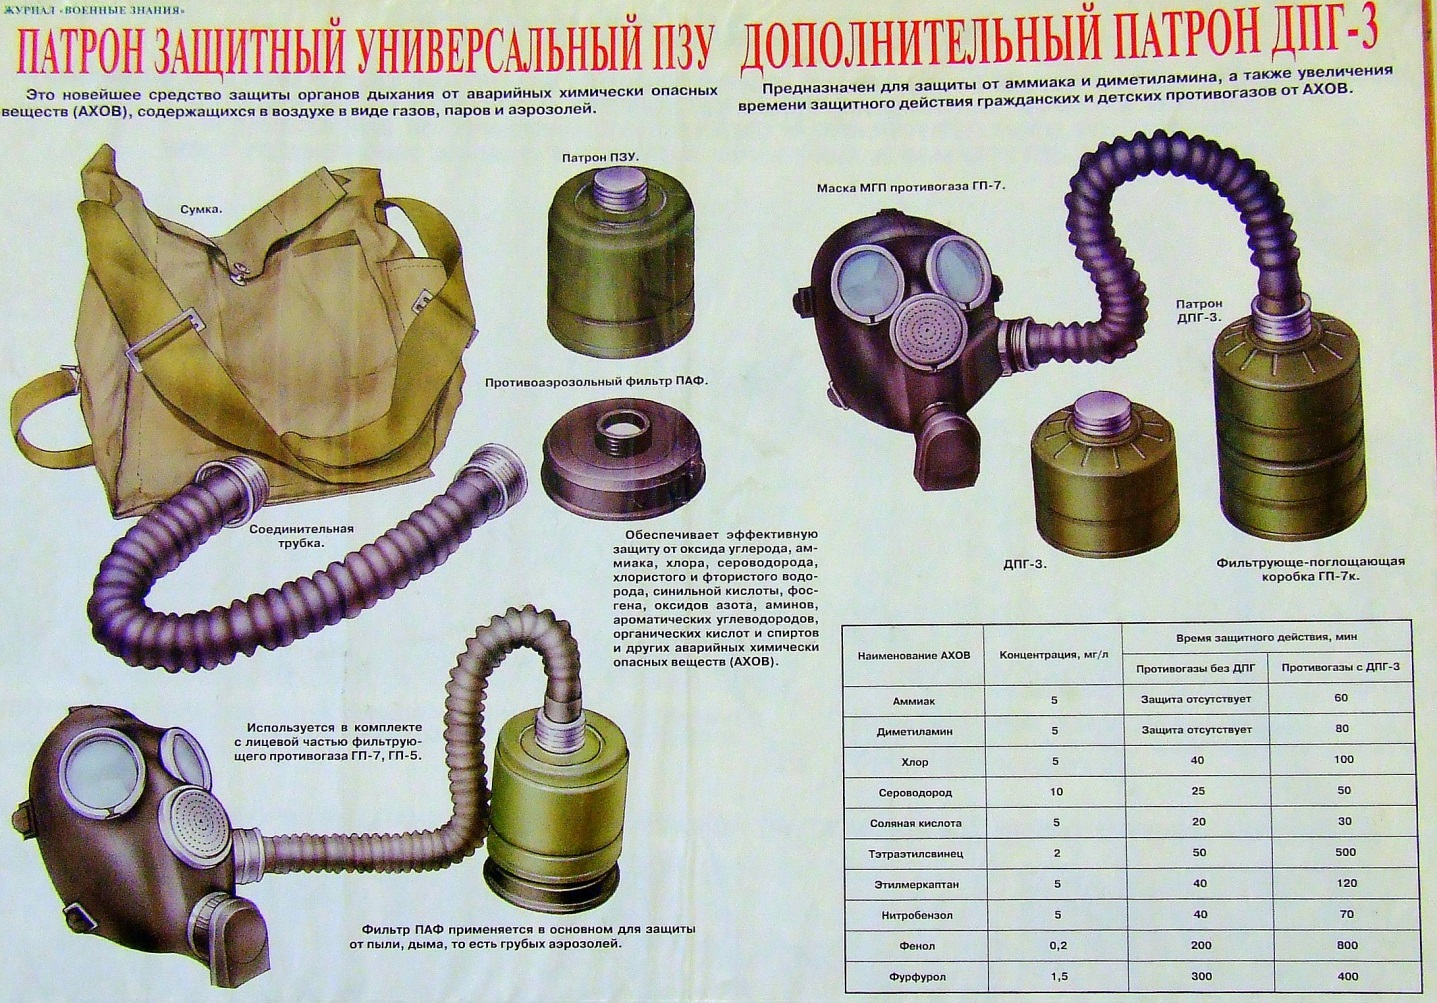 ЖУРНАЛ «ВОЕННЫЕ ЗНАНИЯ»
ПАТРОН ЗАЩИТНЫЙ УНИВЕРСАЛЬНЫЙ ПЗУ
Это новейшее средство защиты органов дыхания от аварийных химически опасных
веществ (АХОВ), содержащихся в воздухе в виде газов, паров и аэрозолей.
Сумка.
Патрон ПЗУ.
Противоаэрозольный фильтр ПАФ.
Соединительная
трубка.
Обеспечивает эффективную
защиту от оксида углерода, ам-
миака, хлора, сероводорода,
хлористого и фтористого водо-
рода, синильной кислоты, фос-
гена, оксидов азота, аминов,
ароматических углеводородов,
органических кислот и спиртов
и других аварийных химически
опасных веществ (АХОВ).
Используется в комплекте
с лицевой частью фильтрую-
щего противогаза ГП-7, ГП-5.
Фильтр ПАФ применяется в основном для защиты
от пыли, дыма, то есть грубых аэрозолей.
ДОПОЛНИТЕЛЬНЫЙ ПАТРОН ДПГ-3
Предназначен для защиты от аммиака и диметиламина, а также увеличения
времени защитного действия гражданских и детских противогазов от АХОВ.
Маска МГП противогаза ГП-7.
Патрон
ДПГ-3.
ДПГ-3.
Фильтрующе-поглощающая
коробка ГП-7к.
Наименование АХОВ Концентрация, мг/л Время защитного действия, мин
Противогазы без ДПГ Противогазы с ДПГ-3
Аммиак 5 Защита отсутствует 60
Диметиламин 5 Защита отсутствует 80
Хлор 5 40 100
Сероводород 10 25 50
Соляная кислота 5 20 30
Тэтраэтилсвинец 2 50 500
Этилмеркаптан 5 40 120
Нитробензол 5 40 70
Фенол 0,2 200 800
Фурфурол 1,5 300 400